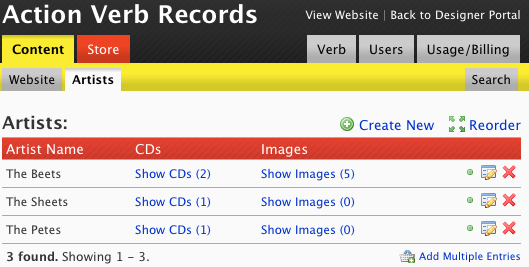 Action Verb Records
View Website | Back to Designer Portal
Content Store Verb Users Usage/Billing
Website Artists Search
Artists: Create New Reorder
Artist Name CDs Images
The Beets Show CDs (2) Show Images (5)
The Sheets Show CDs (1) Show Images (0)
The Petes Show CDs (1) Show Images (0)
3 found. Showing 1 - 3. Add Multiple Entries